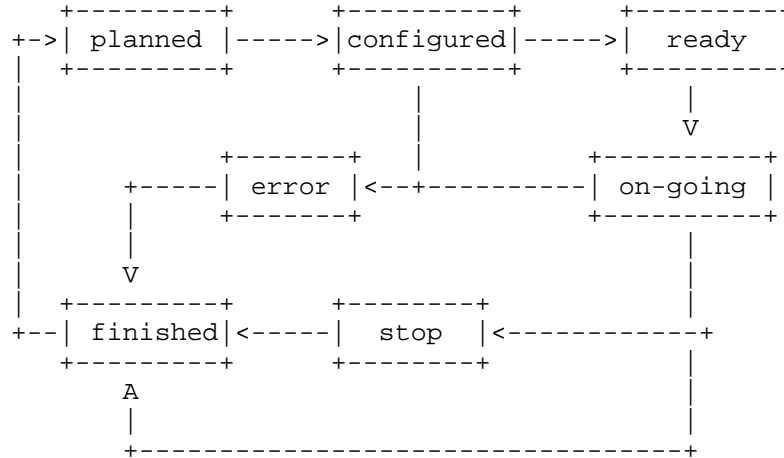 planned configured ready
error on-going
V
V
finished stop
A